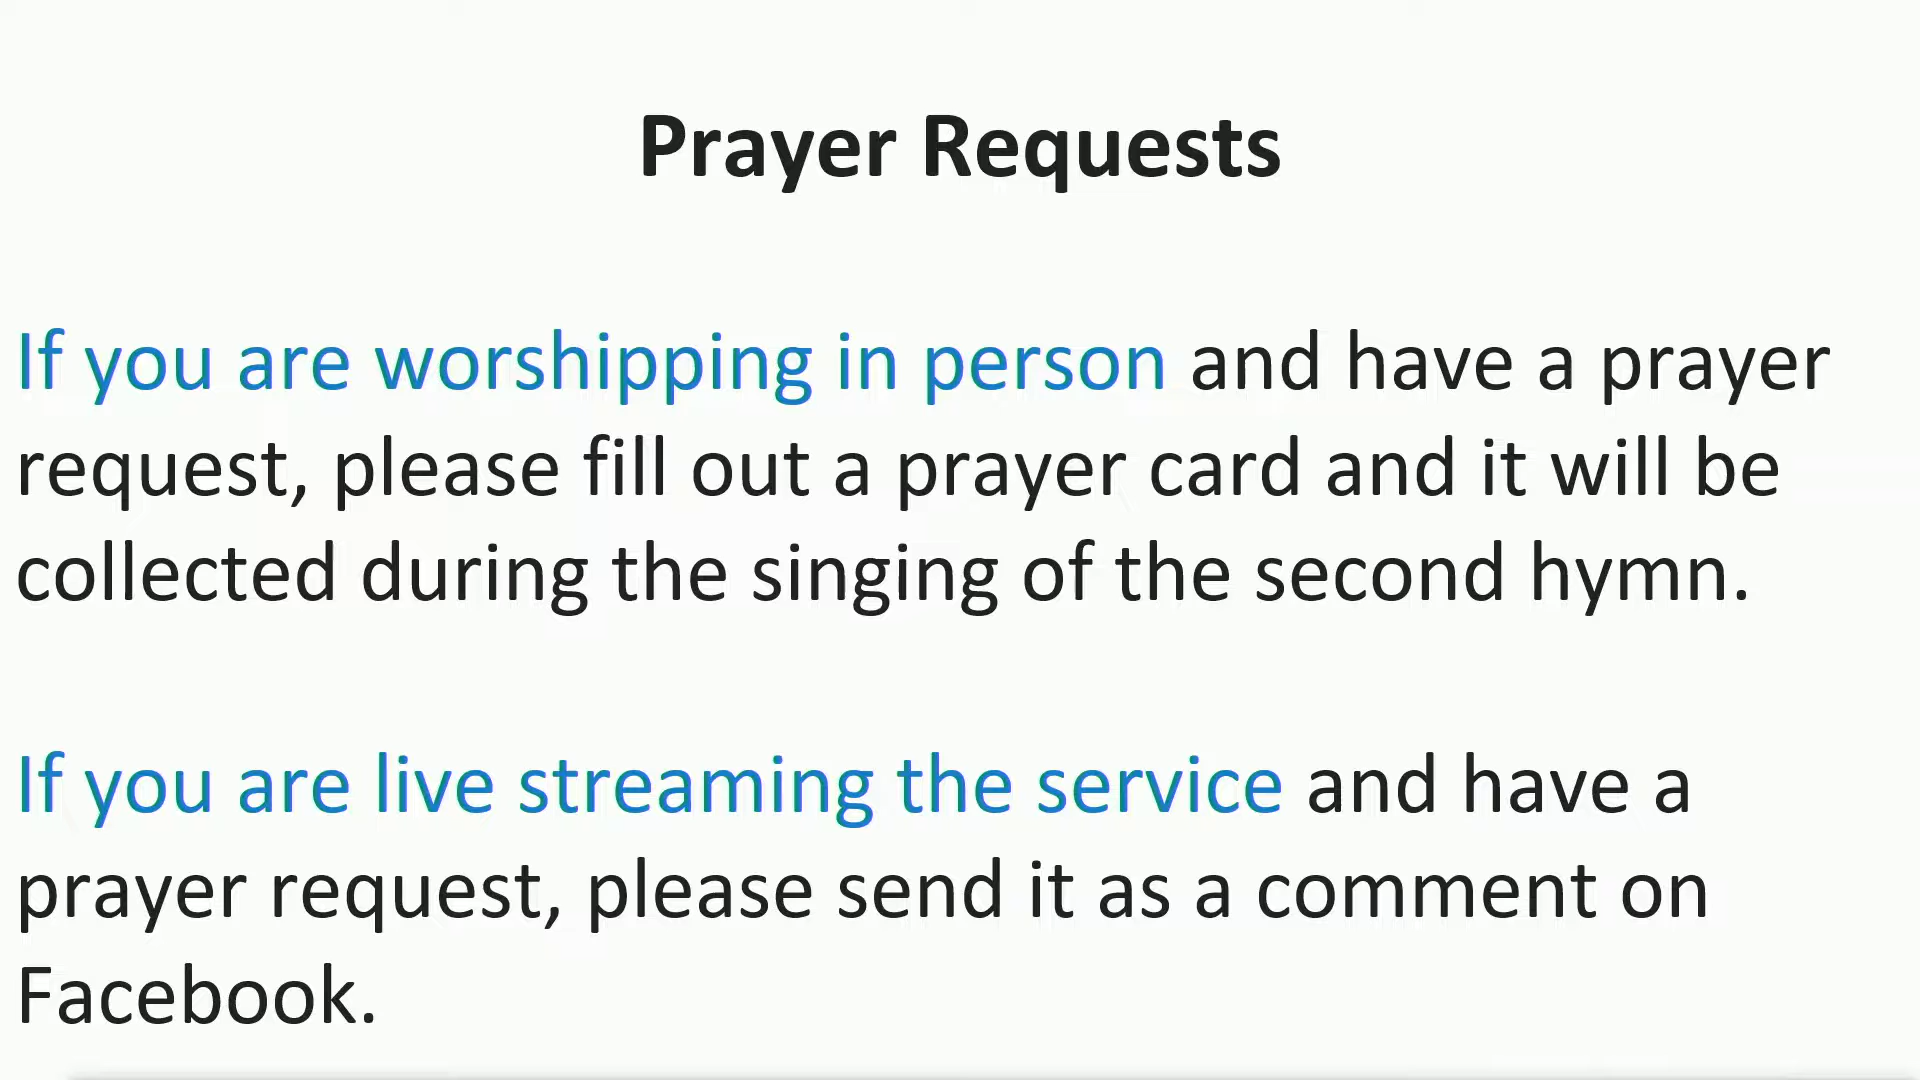 Prayer Requests
If you are worshipping in person and have a prayer
request, please fill out a prayer card and it will be
collected during the singing of the second hymn.
If you are live streaming the service and have a
prayer request, please send it as a comment on
Facebook.